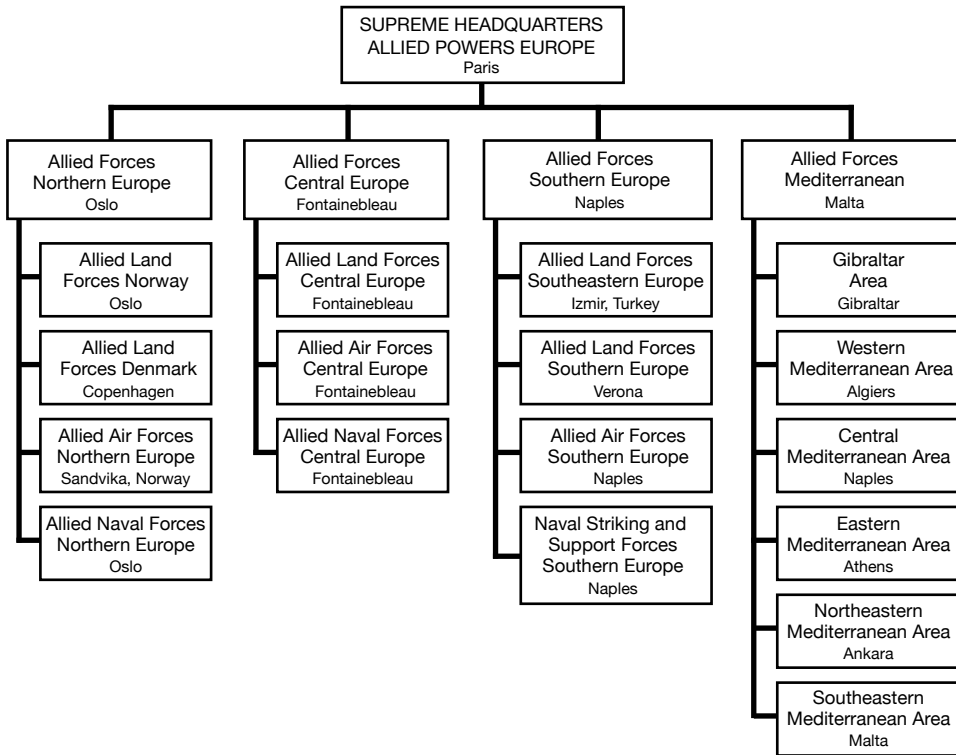 SUPREME HEADQUARTERS
ALLIED POWERS EUROPE
Paris
Allied Forces
Northern Europe
Oslo
Allied Land
Forces Norway
Oslo
Allied Land
Forces Denmark
Copenhagen
Allied Air Forces
Northern Europe
Sandvika, Norway
Allied Naval Forces
Northern Europe
Oslo
Allied Forces
Central Europe
Fontainebleau
Allied Land Forces
Central Europe
Fontainebleau
Allied Air Forces
Central Europe
Fontainebleau
Allied Naval Forces
Central Europe
Fontainebleau
Allied Forces
Southern Europe
Naples
Allied Land Forces
Southeastern Europe
Izmir, Turkey
Allied Land Forces
Southern Europe
Verona
Allied Air Forces
Southern Europe
Naples
Naval Striking and
Support Forces
Southern Europe
Naples
Allied Forces
Mediterranean
Malta
Gibraltar
Area
Gibraltar
Western
Mediterranean Area
Algiers
Central
Mediterranean Area
Naples
Eastern
Mediterranean Area
Athens
Northeastern
Mediterranean Area
Ankara
Southeastern
Mediterranean Area
Malta